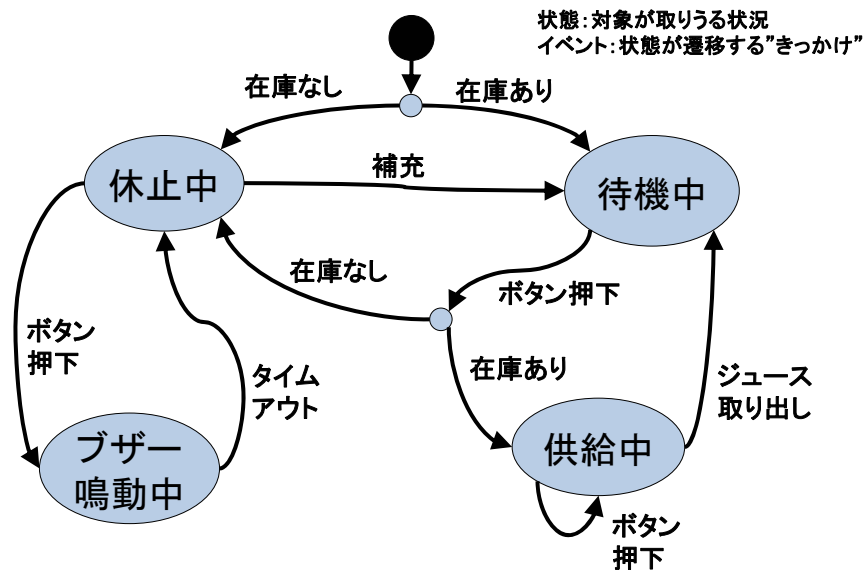 状態：対象が取りうる状況
イベント：状態が遷移する”きっかけ”
在庫なし
在庫あり
休止中
補充
待機中
在庫なし
ボタン押下
ボタン
押下
タイム
アウト
在庫あり
ジュース
取り出し
ブザー
鳴動中
供給中
ボタン
押下